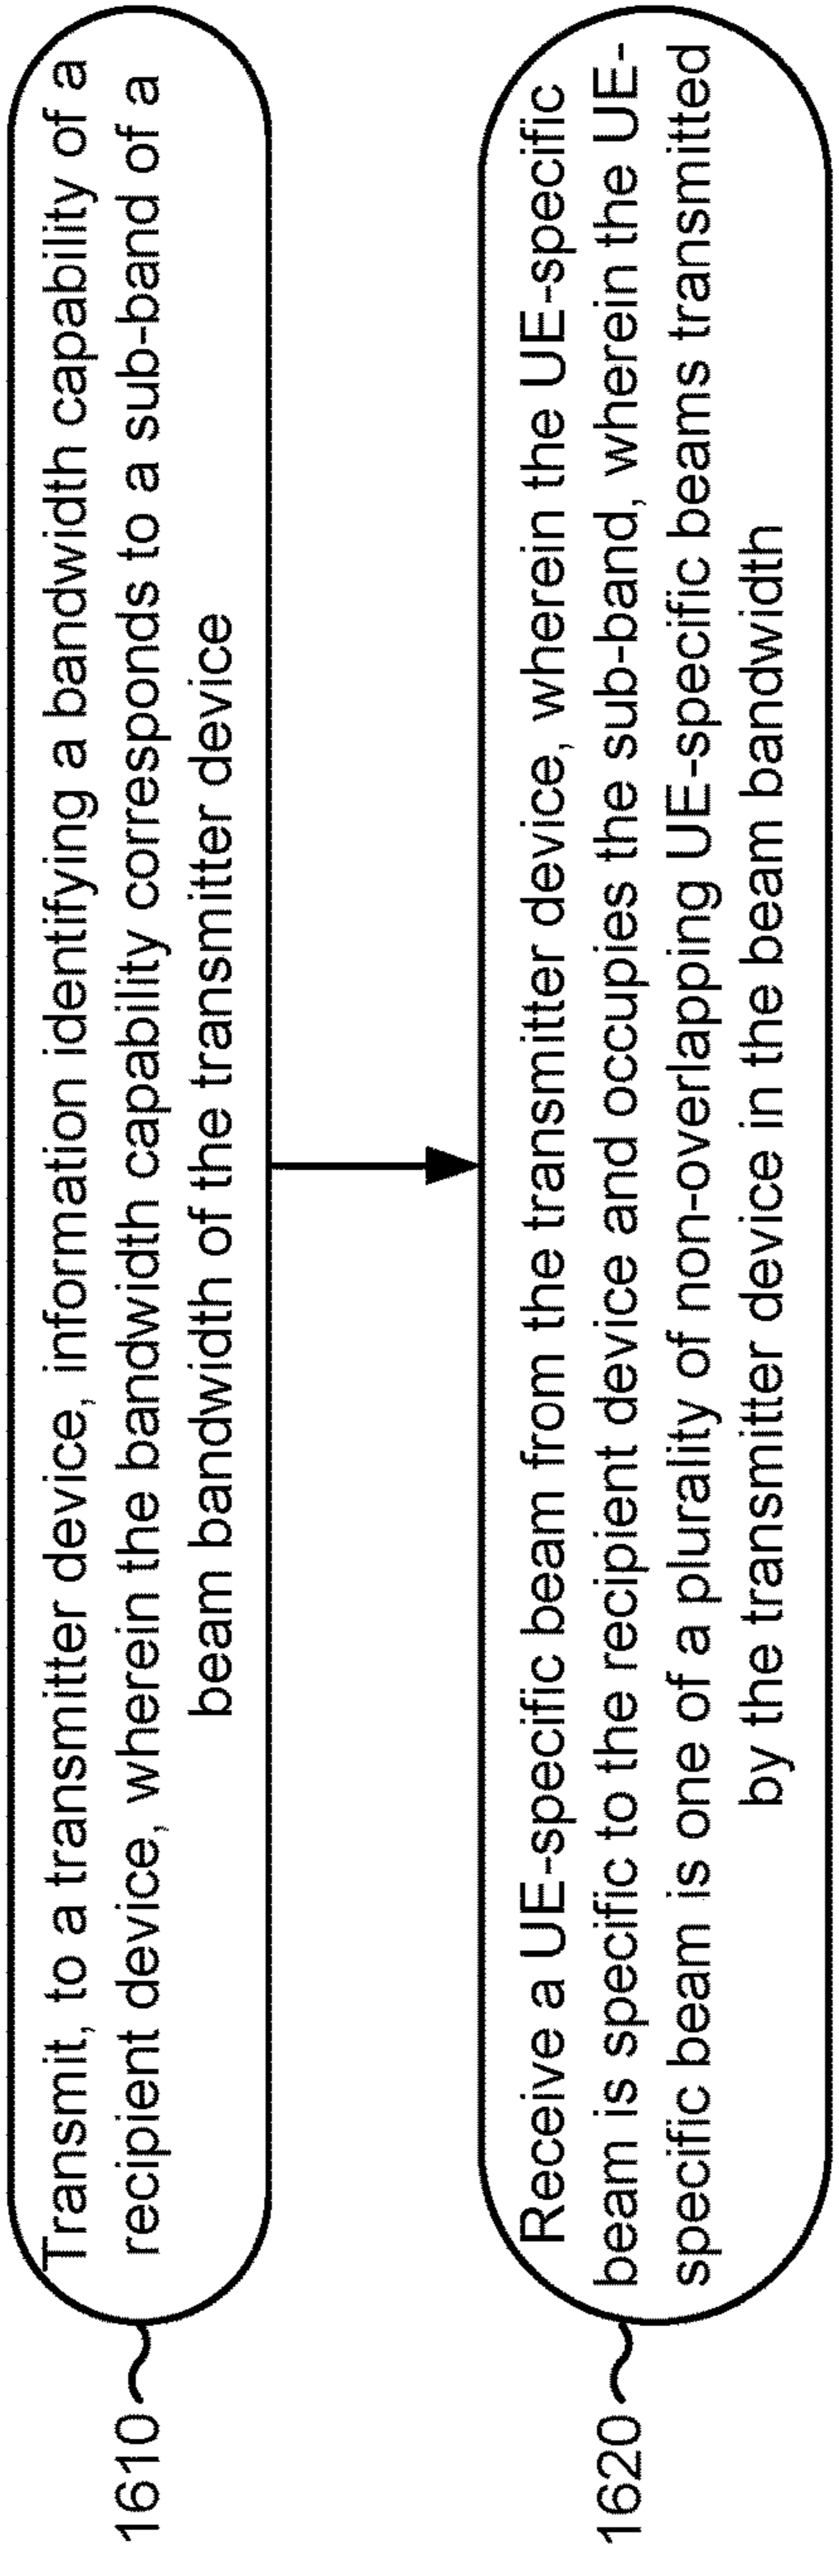 1610
Transmit, to a transmitter device, information identifying a bandwidth capability of a
recipient device, wherein the bandwidth capability corresponds to a sub-band of a
beam bandwidth of the transmitter device
1620
Receive a UE-specific beam from the transmitter device, wherein the UE-specific
beam is specific to the recipient device and occupies the sub-band, wherein the UE-
specific beam is one of a plurality of non-overlapping UE-specific beams transmitted
by the transmitter device in the beam bandwidth